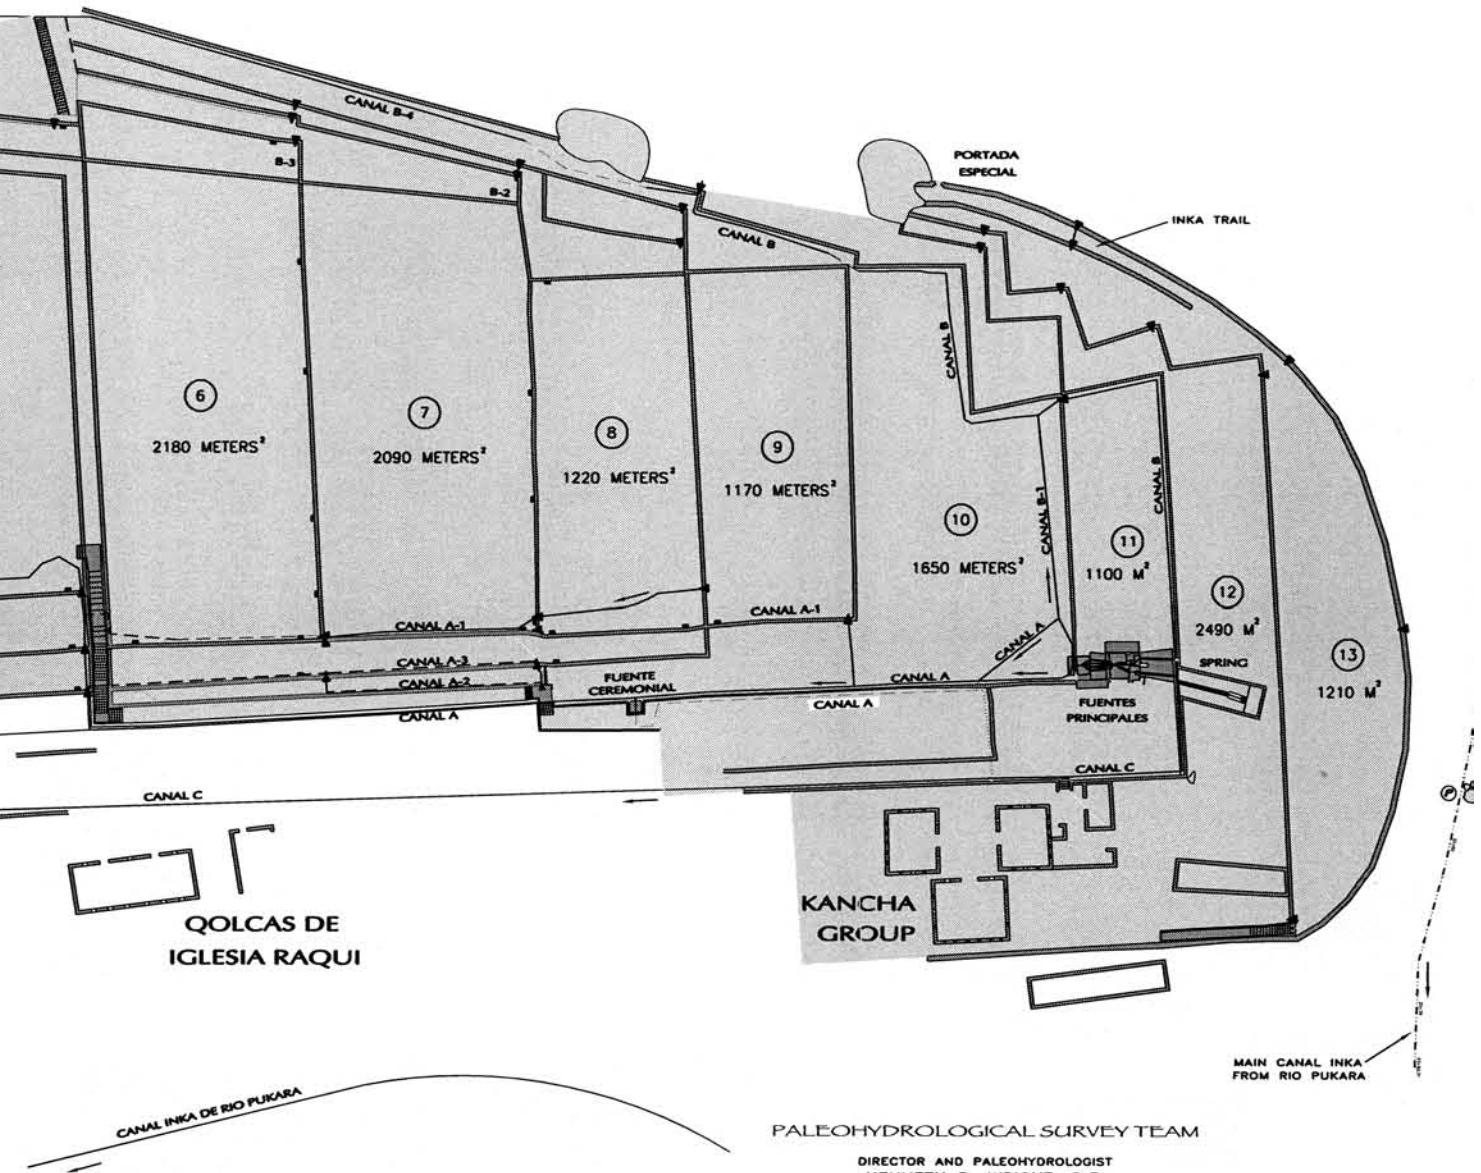 CANAL B-4
B-3
B-2
CANAL B
PORTADA
ESPECIAL
INKA TRAIL
CANAL B
6
2180 METERS²
7
2090 METERS²
8
1220 METERS²
9
1170 METERS²
10
1650 METERS²
CANAL B-1
CANAL B
11
1100 M²
12
2490 M²
13
1210 M²
CANAL A-1
CANAL A-1
CANAL A
CANAL A-3
CANAL A-2
CANAL A
FUENTE
CEREMONIAL
CANAL A
CANAL A
SPRING
FUENTES
PRINCIPALES
CANAL C
CANAL C
P
QOLCAS DE
IGLESIA RAQUI
KANCHA
GROUP
MAIN CANAL INKA
FROM RIO PUKARA
CANAL INKA DE RIO PUKARA
PALEOHYDROLOGICAL SURVEY TEAM
DIRECTOR AND PALEOHYDROLOGIST